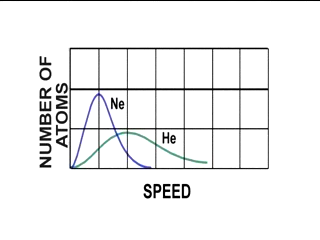 NUMBER OF
ATOMS
Ne
He
SPEED